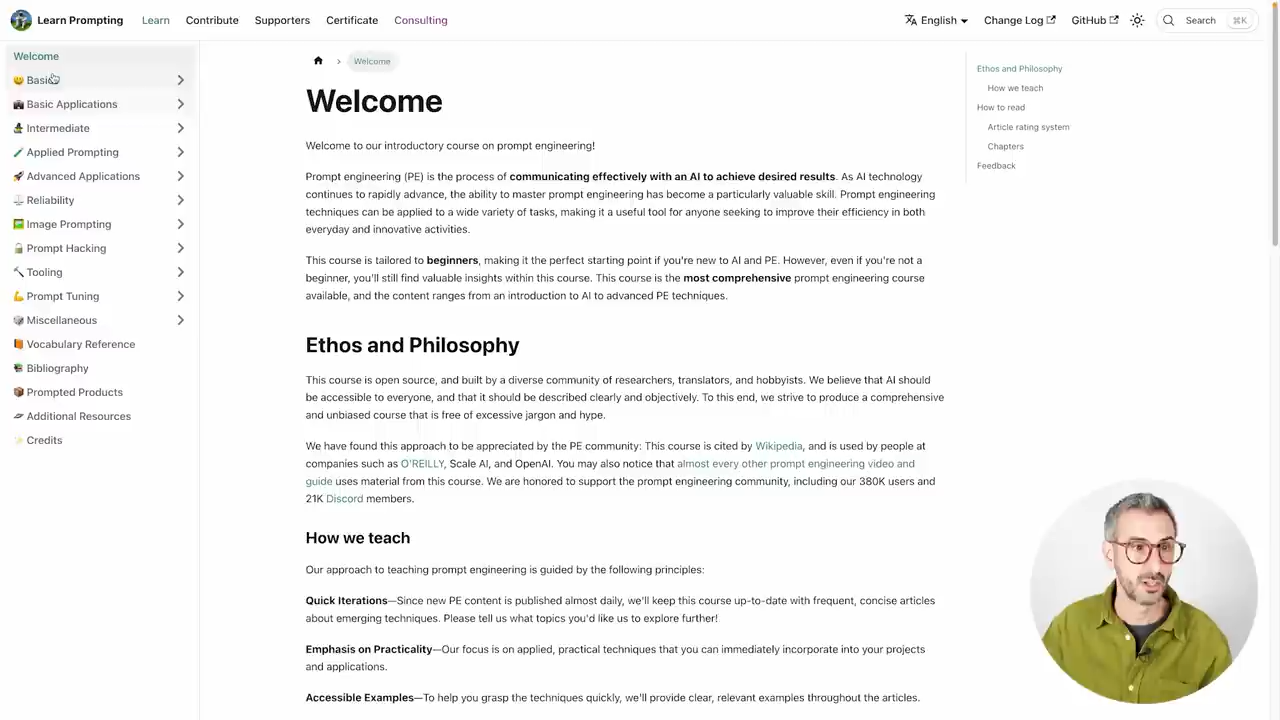 Learn Prompting
Learn
Contribute
Supporters
Certificate
Consulting
English
Change Log
GitHub
Search
⌘K
Welcome
Basics
Basic Applications
Intermediate
Applied Prompting
Advanced Applications
Reliability
Image Prompting
Prompt Hacking
Tooling
Prompt Tuning
Miscellaneous
Vocabulary Reference
Bibliography
Prompted Products
Additional Resources
Credits
Welcome
Welcome
Welcome to our introductory course on prompt engineering!
Prompt engineering (PE) is the process of communicating effectively with an AI to achieve desired results. As AI technology
continues to rapidly advance, the ability to master prompt engineering has become a particularly valuable skill. Prompt engineering
techniques can be applied to a wide variety of tasks, making it a useful tool for anyone seeking to improve their efficiency in both
everyday and innovative activities.
This course is tailored to beginners, making it the perfect starting point if you're new to AI and PE. However, even if you're not a
beginner, you'll still find valuable insights within this course. This course is the most comprehensive prompt engineering course
available, and the content ranges from an introduction to AI to advanced PE techniques.
Ethos and Philosophy
This course is open source, and built by a diverse community of researchers, translators, and hobbyists. We believe that AI should
be accessible to everyone, and that it should be described clearly and objectively. To this end, we strive to produce a comprehensive
and unbiased course that is free of excessive jargon and hype.
We have found this approach to be appreciated by the PE community: This course is cited by Wikipedia, and is used by people at
companies such as O'REILLY, Scale AI, and OpenAI. You may also notice that almost every other prompt engineering video and
guide uses material from this course. We are honored to support the prompt engineering community, including our 380K users and
21K Discord members.
How we teach
Our approach to teaching prompt engineering is guided by the following principles:
Quick Iterations—Since new PE content is published almost daily, we'll keep this course up-to-date with frequent, concise articles
about emerging techniques. Please tell us what topics you'd like us to explore further!
Emphasis on Practicality—Our focus is on applied, practical techniques that you can immediately incorporate into your projects
and applications.
Accessible Examples—To help you grasp the techniques quickly, we'll provide clear, relevant examples throughout the articles.
Ethos and Philosophy
How we teach
How to read
Article rating system
Chapters
Feedback